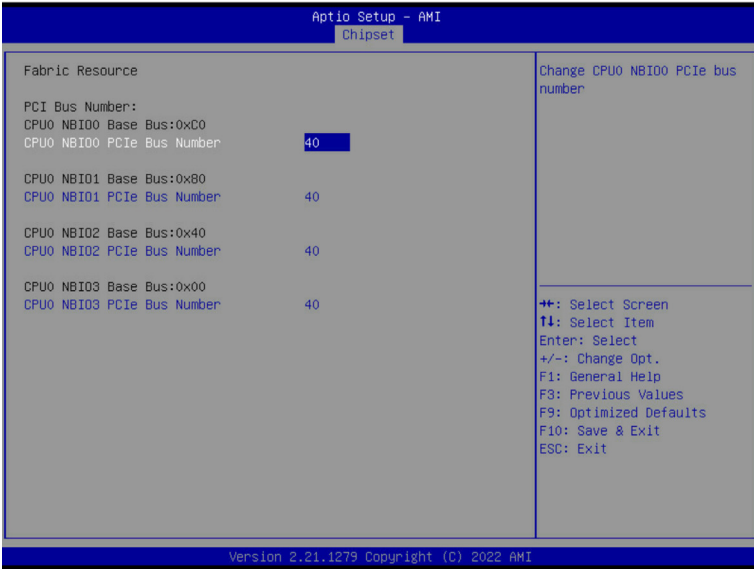 Aptio Setup - AMI
Chipset
Fabric Resource
PCI Bus Number:
CPU0 NBIO0 Base Bus:0xC0
CPU0 NBIO0 PCIe Bus Number 40
CPU0 NBIO1 Base Bus:0x80
CPU0 NBIO1 PCIe Bus Number 40
CPU0 NBIO2 Base Bus:0x40
CPU0 NBIO2 PCIe Bus Number 40
CPU0 NBIO3 Base Bus:0x00
CPU0 NBIO3 PCIe Bus Number 40
Change CPU0 NBIO0 PCIe bus
number
→←: Select Screen
↑↓: Select Item
Enter: Select
+/-: Change Opt.
F1: General Help
F3: Previous Values
F9: Optimized Defaults
F10: Save & Exit
ESC: Exit
Version 2.21.1279 Copyright (C) 2022 AMI